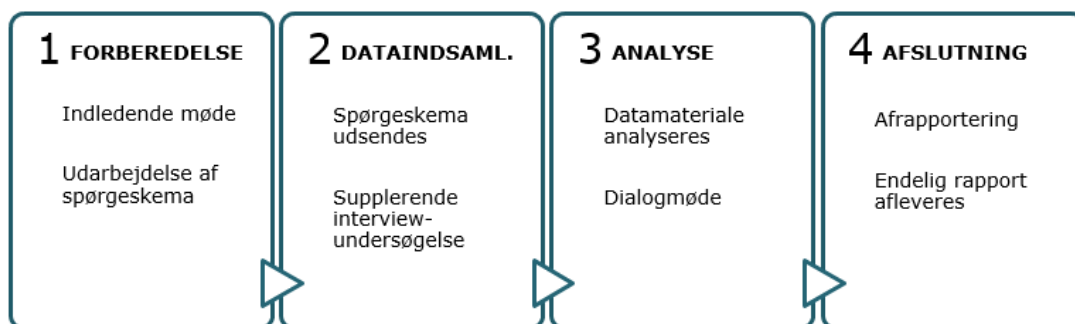 1 FORBEREDELSE
Indledende møde
Udarbejdelse af
spørgeskema
2 DATAINDSAML.
Spørgeskema
udsendes
Supplerende
interview-
undersøgelse
3 ANALYSE
Datamateriale
analyseres
Dialogmøde
4 AFSLUTNING
Afrapportering
Endelig rapport
afleveres